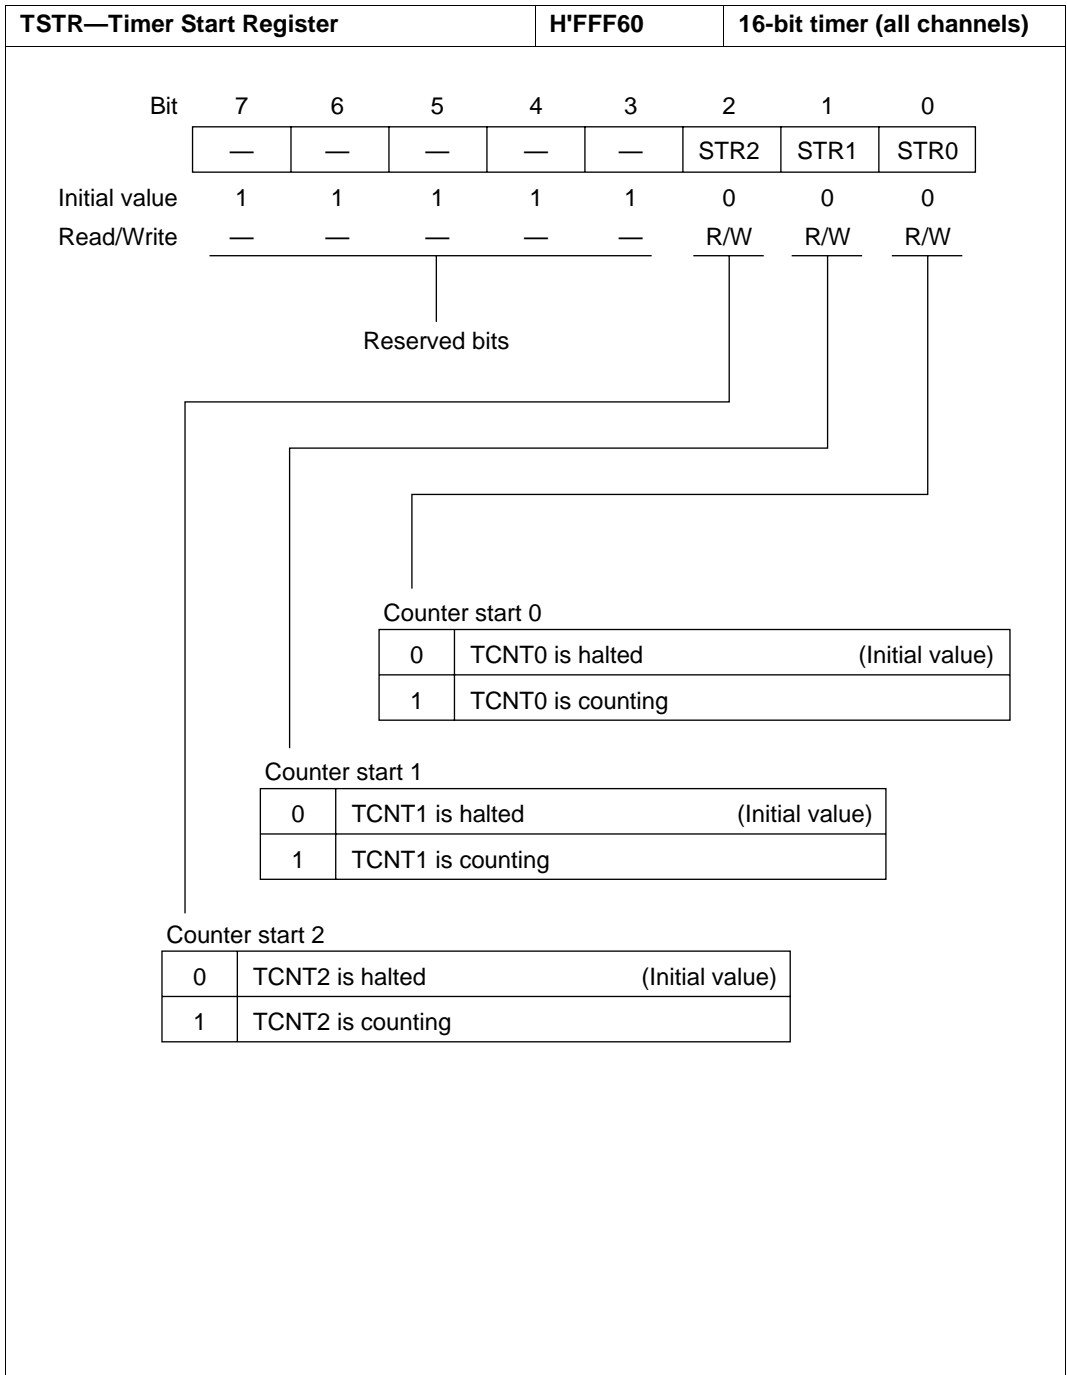 TSTR—Timer Start Register H'FFF60 16-bit timer (all channels)
Bit 7 6 5 4 3 2 1 0
— — — — — STR2 STR1 STR0
Initial value 1 1 1 1 1 0 0 0
Read/Write — — — — — R/W R/W R/W
Reserved bits
Counter start 0
0 TCNT0 is halted (Initial value)
1 TCNT0 is counting
Counter start 1
0 TCNT1 is halted (Initial value)
1 TCNT1 is counting
Counter start 2
0 TCNT2 is halted (Initial value)
1 TCNT2 is counting